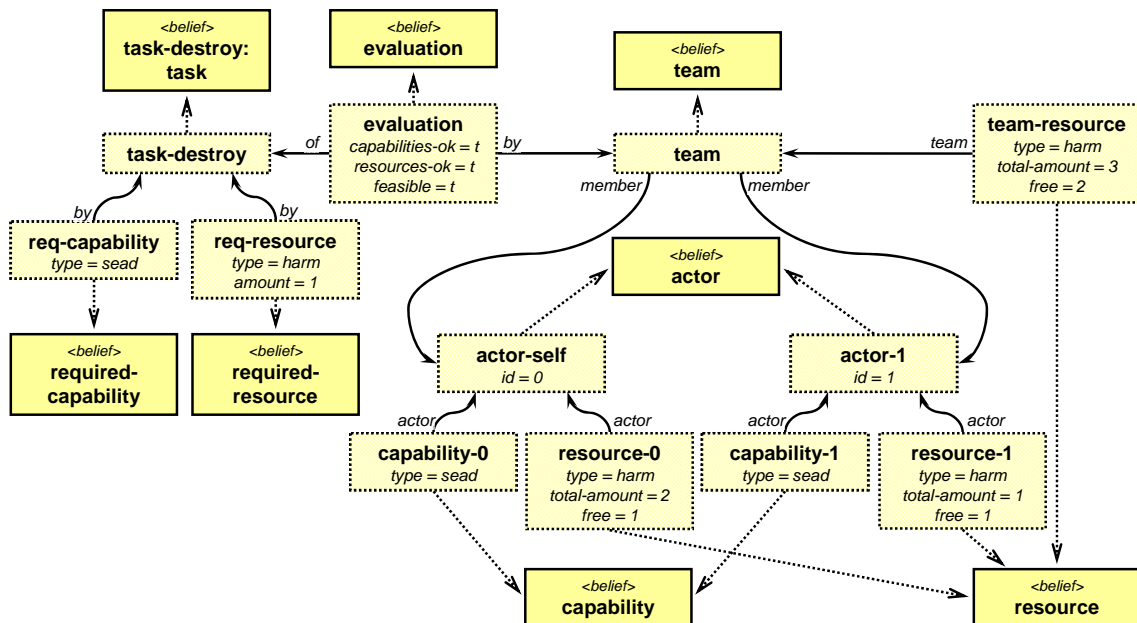 <belief>
task-destroy:
task
<belief>
evaluation
<belief>
team
evaluation
capabilities-ok = t
resources-ok = t
feasible = t
task-destroy
of
by
team
team
team-resource
type = harm
total-amount = 3
free = 2
member
member
by
by
req-capability
type = sead
req-resource
type = harm
amount = 1
<belief>
actor
<belief>
required-
capability
<belief>
required-
resource
actor-self
id = 0
actor-1
id = 1
actor
actor
actor
actor
capability-0
type = sead
resource-0
type = harm
total-amount = 2
free = 1
capability-1
type = sead
resource-1
type = harm
total-amount = 1
free = 1
<belief>
capability
<belief>
resource